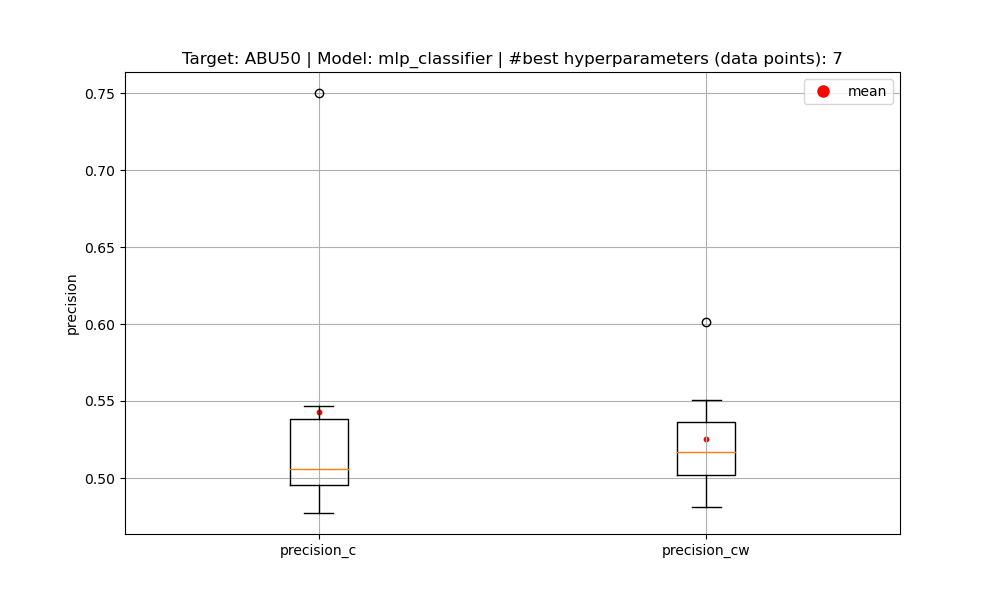 Target: ABU50 | Model: mlp_classifier | #best hyperparameters (data points): 7
mean
0.75
0.70
0.65
0.60
0.55
0.50
precision
precision_c
precision_cw